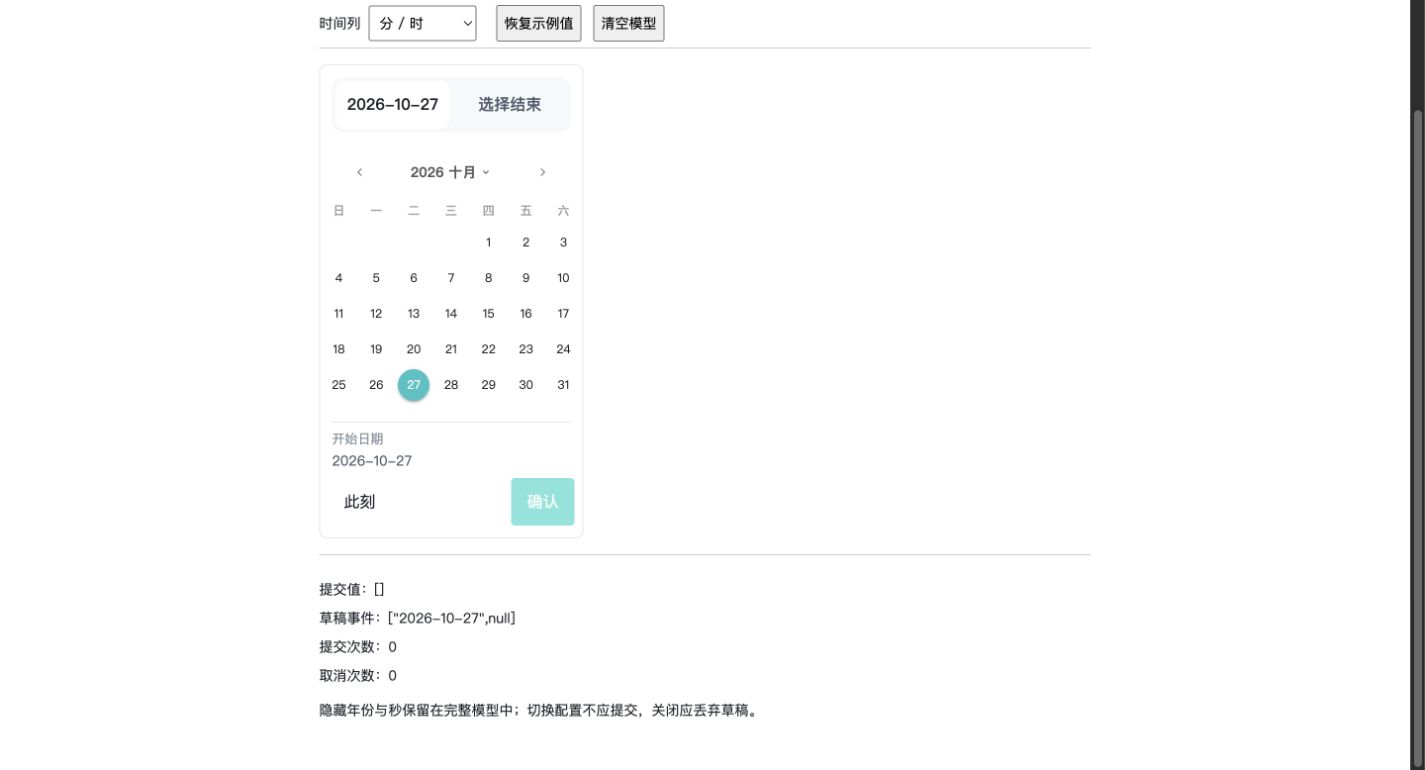 时间列 分 / 时 恢复示例值 清空模型
2026-10-27 选择结束
2026 十月
日 一 二 三 四 五 六
1 2 3
4 5 6 7 8 9 10
11 12 13 14 15 16 17
18 19 20 21 22 23 24
25 26 27 28 29 30 31
开始日期
2026-10-27
此刻 确认
提交值：[]
草稿事件：["2026-10-27",null]
提交次数：0
取消次数：0
隐藏年份与秒保留在完整模型中；切换配置不应提交，关闭应丢弃草稿。